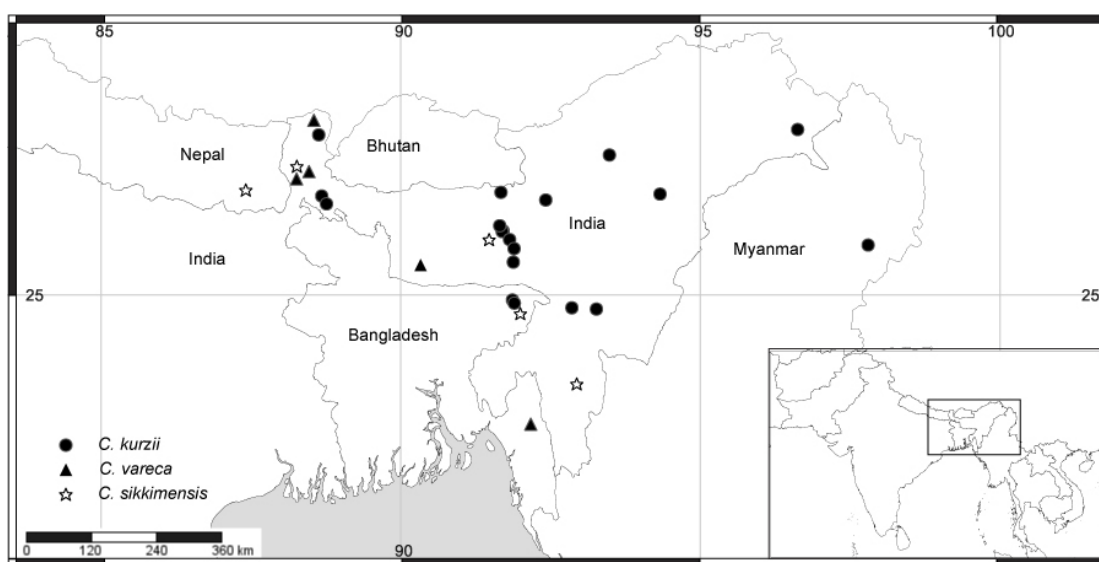 85 90 95 100
Nepal
Bhutan
India
India
Myanmar
25 25
Bangladesh
C. kurzii
C. vareca
C. sikkimensis
0 120 240 360 km
90